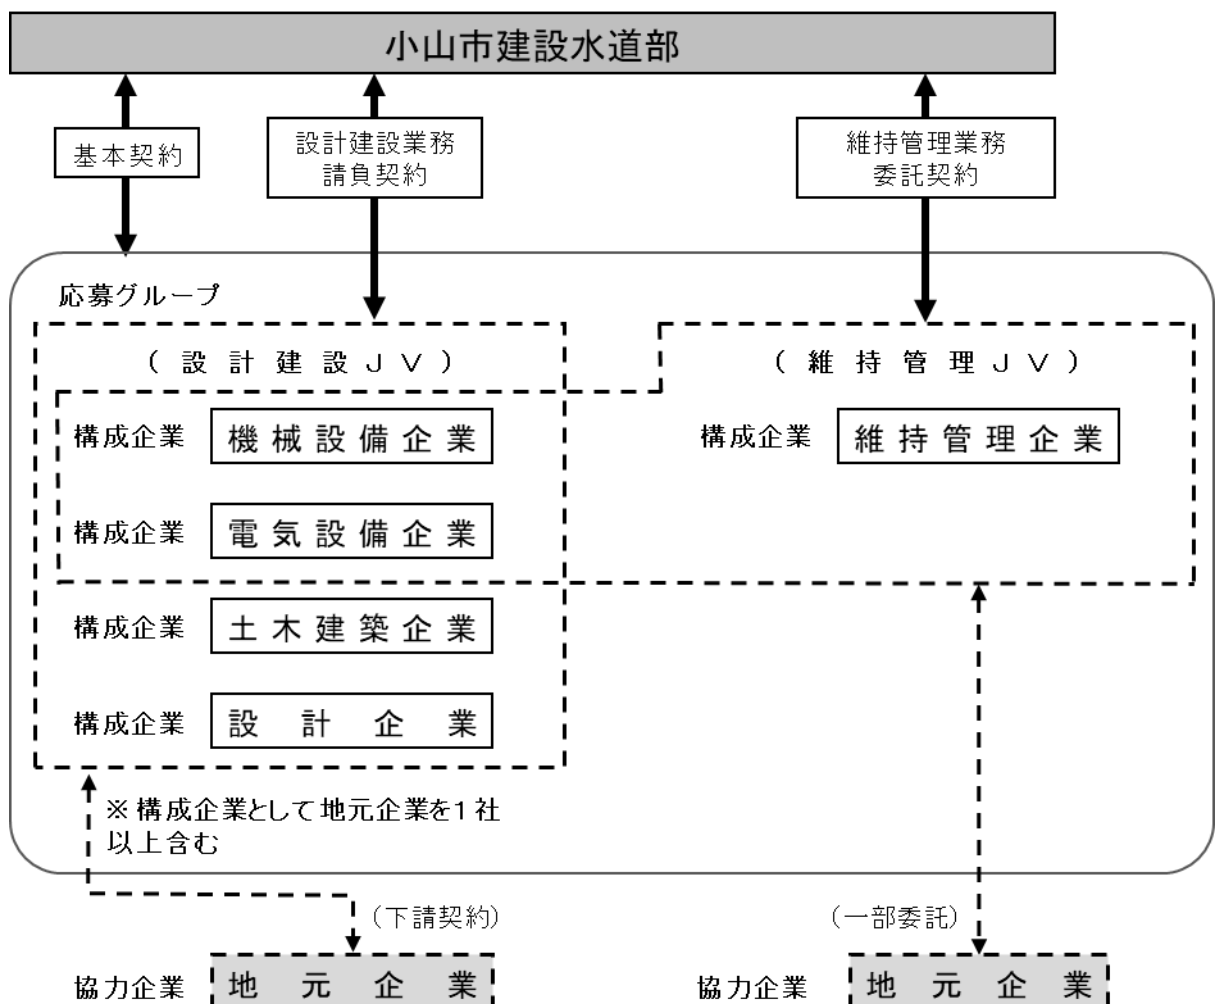 小山市建設水道部
基本契約
設計建設業務
請負契約
維持管理業務
委託契約
応募グループ
(設計建設JV)
(維持管理JV)
構成企業 機械設備企業
構成企業 維持管理企業
構成企業 電気設備企業
構成企業 土木建築企業
構成企業 設計企業
※構成企業として地元企業を1社
以上含む
(下請契約)
(一部委託)
協力企業 地元企業
協力企業 地元企業